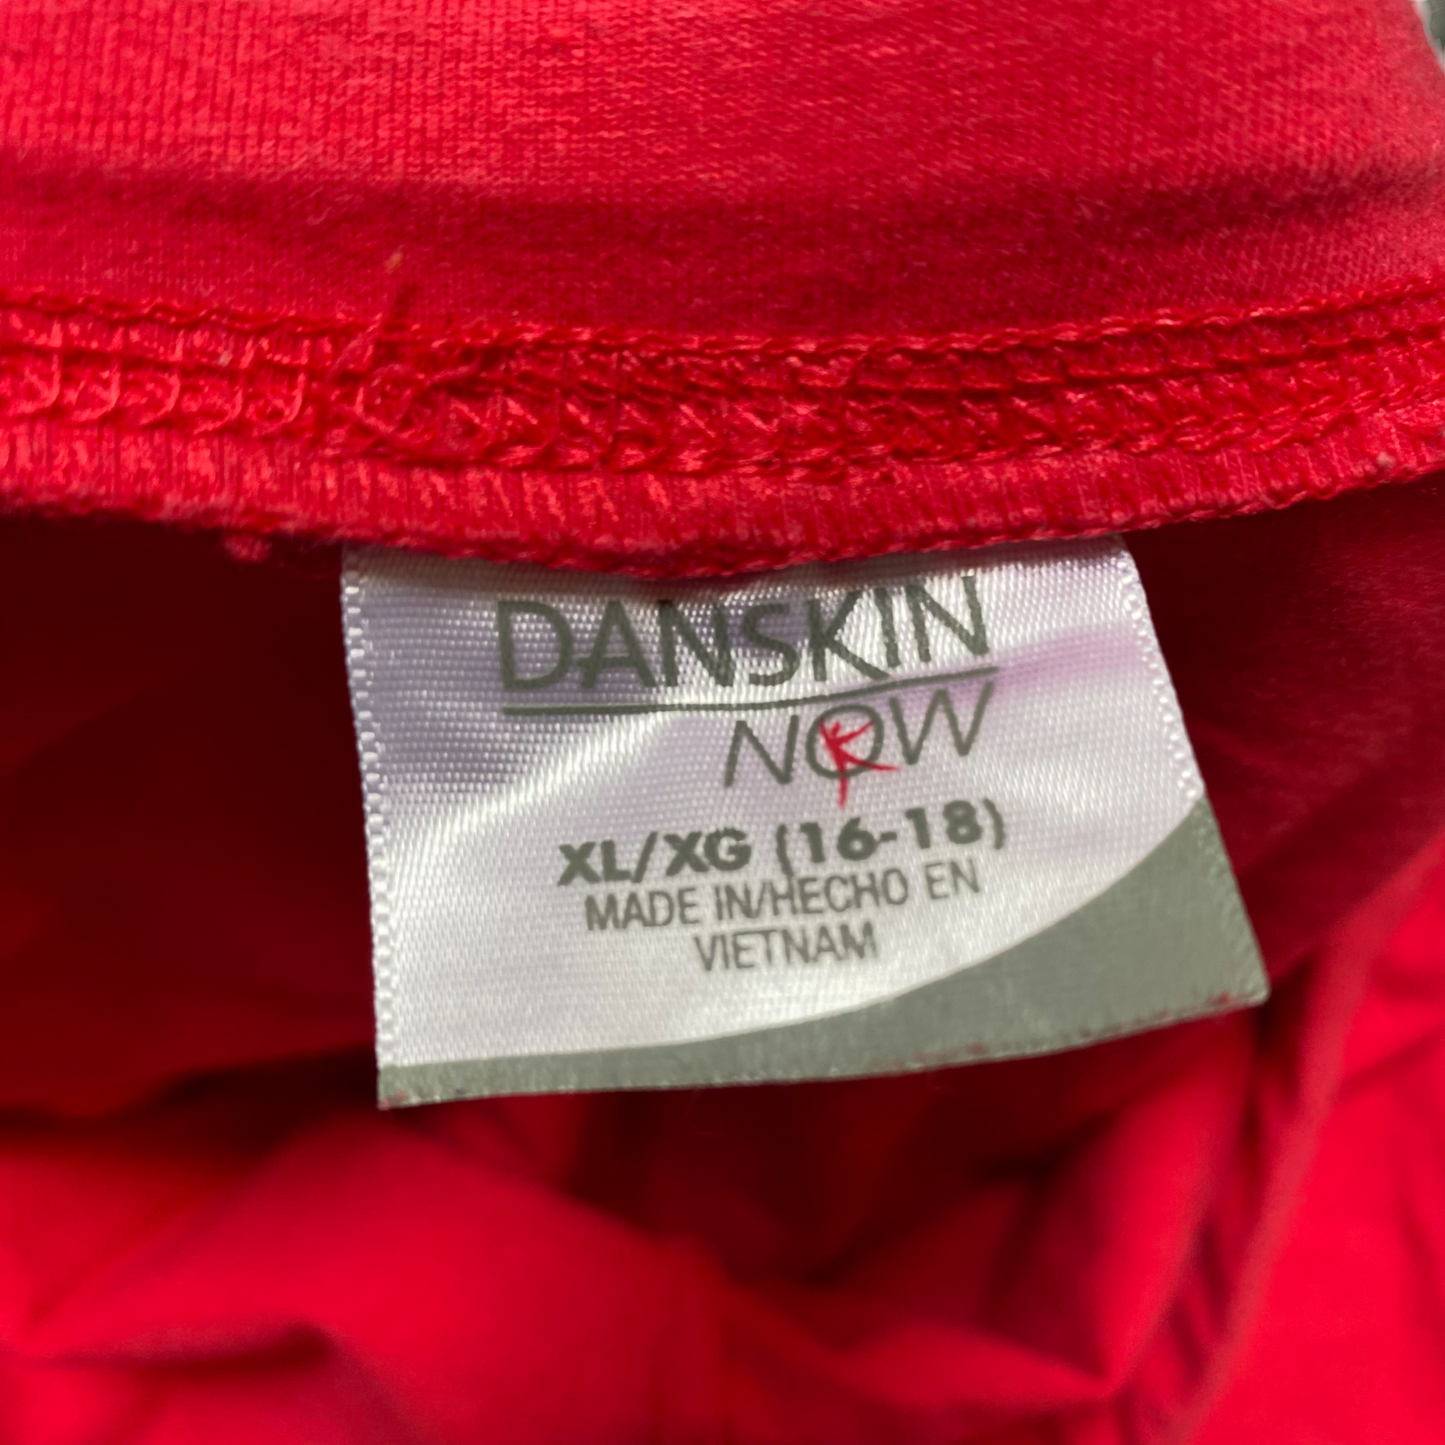 DANSKIN
NOW
XL/XG (16-18)
MADE IN/HECHO EN
VIETNAM